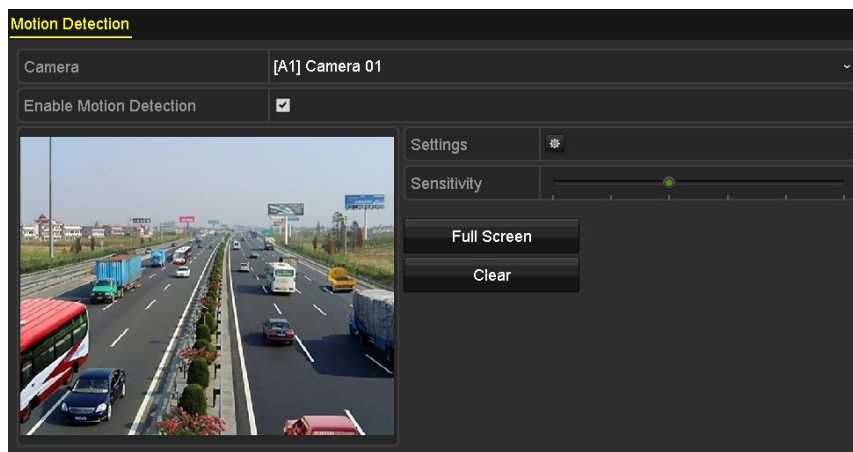 Motion Detection
Camera [A1] Camera 01
Enable Motion Detection
Settings
Sensitivity
Full Screen
Clear